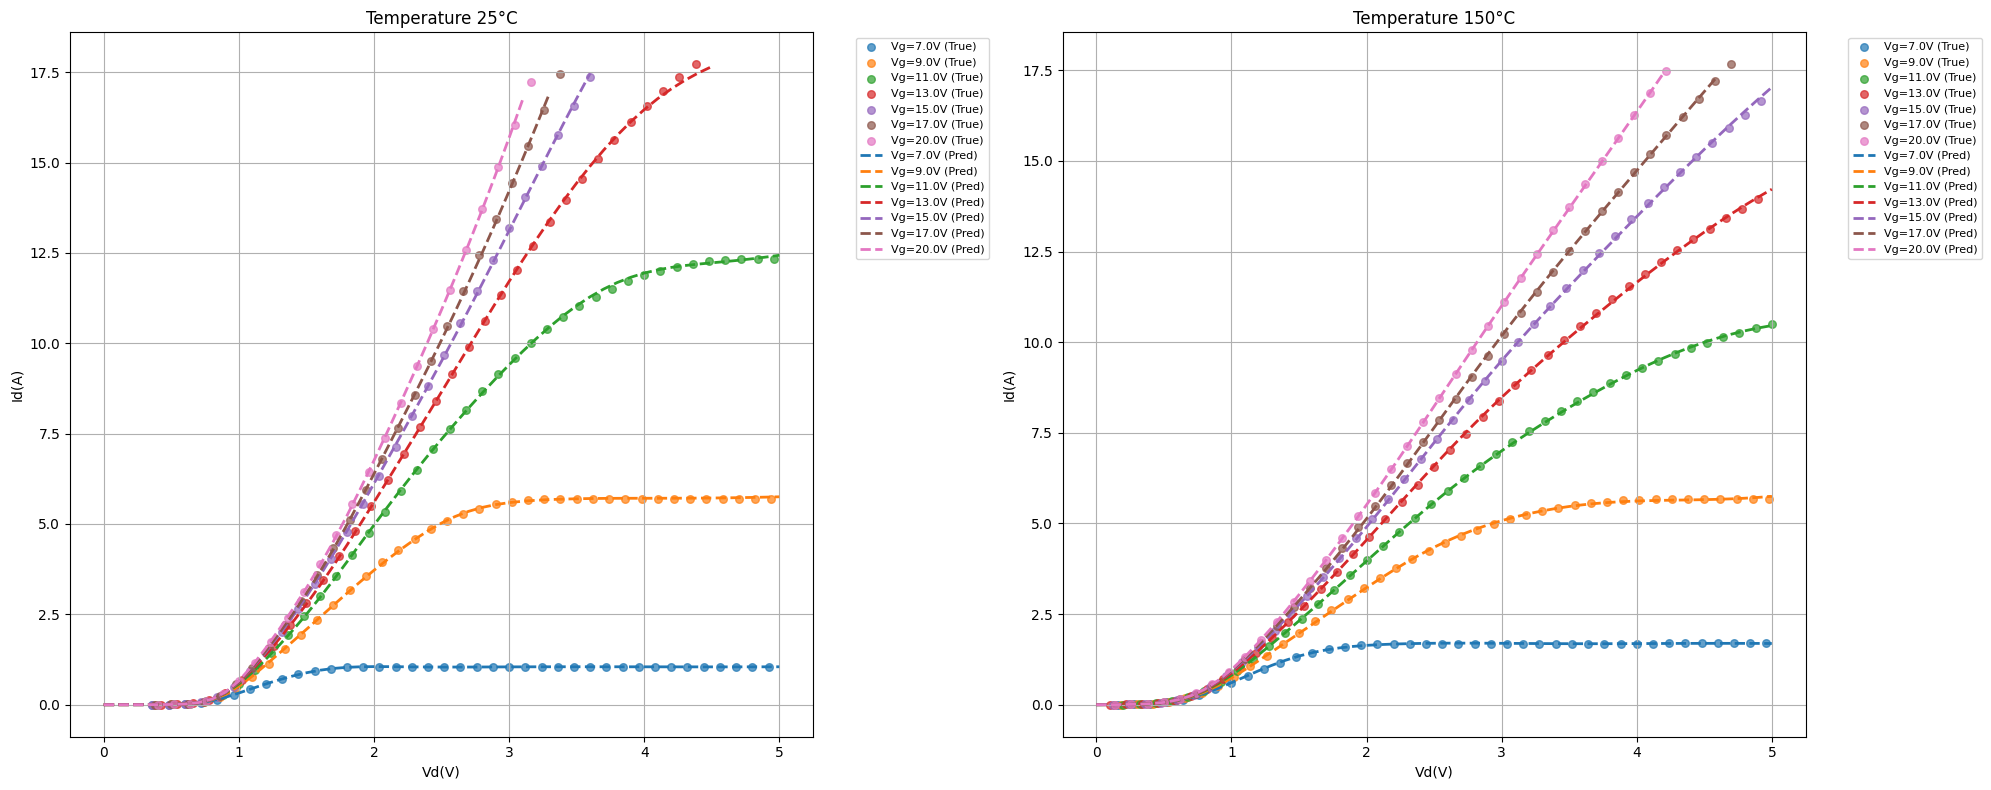 Temperature 25°C
17.5
15.0
12.5
10.0
7.5
5.0
2.5
0.0
Id(A)
0 1 2 3 4 5
Vd(V)
Vg=7.0V (True)
Vg=9.0V (True)
Vg=11.0V (True)
Vg=13.0V (True)
Vg=15.0V (True)
Vg=17.0V (True)
Vg=20.0V (True)
Vg=7.0V (Pred)
Vg=9.0V (Pred)
Vg=11.0V (Pred)
Vg=13.0V (Pred)
Vg=15.0V (Pred)
Vg=17.0V (Pred)
Vg=20.0V (Pred)
Temperature 150°C
17.5
15.0
12.5
10.0
7.5
5.0
2.5
0.0
Id(A)
0 1 2 3 4 5
Vd(V)
Vg=7.0V (True)
Vg=9.0V (True)
Vg=11.0V (True)
Vg=13.0V (True)
Vg=15.0V (True)
Vg=17.0V (True)
Vg=20.0V (True)
Vg=7.0V (Pred)
Vg=9.0V (Pred)
Vg=11.0V (Pred)
Vg=13.0V (Pred)
Vg=15.0V (Pred)
Vg=17.0V (Pred)
Vg=20.0V (Pred)